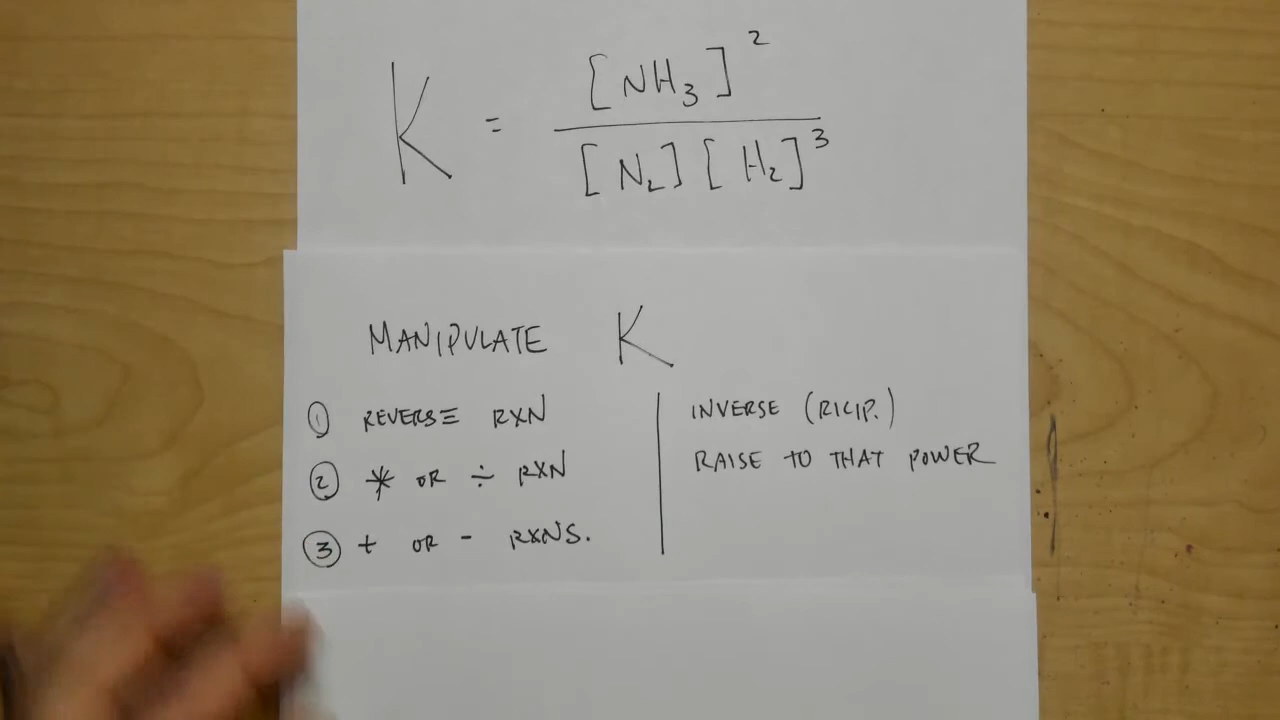 K = [NH₃]² / [N₂][H₂]³
MANIPULATE K
① REVERSE RXN | INVERSE (RICIP.)
② * OR ÷ RXN | RAISE TO THAT POWER
③ + OR - RXNS.